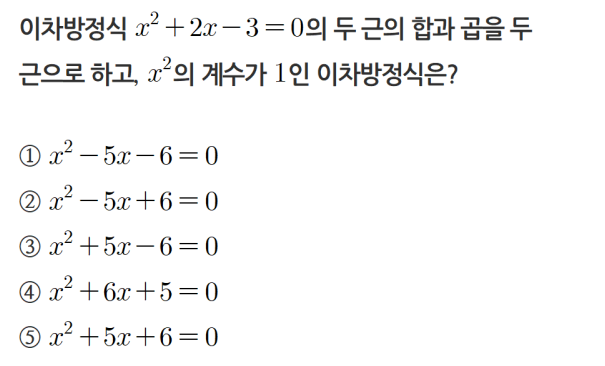 이차방정식 x² + 2x − 3 = 0의 두 근의 합과 곱을 두
근으로 하고, x²의 계수가 1인 이차방정식은?
① x² − 5x − 6 = 0
② x² − 5x + 6 = 0
③ x² + 5x − 6 = 0
④ x² + 6x + 5 = 0
⑤ x² + 5x + 6 = 0